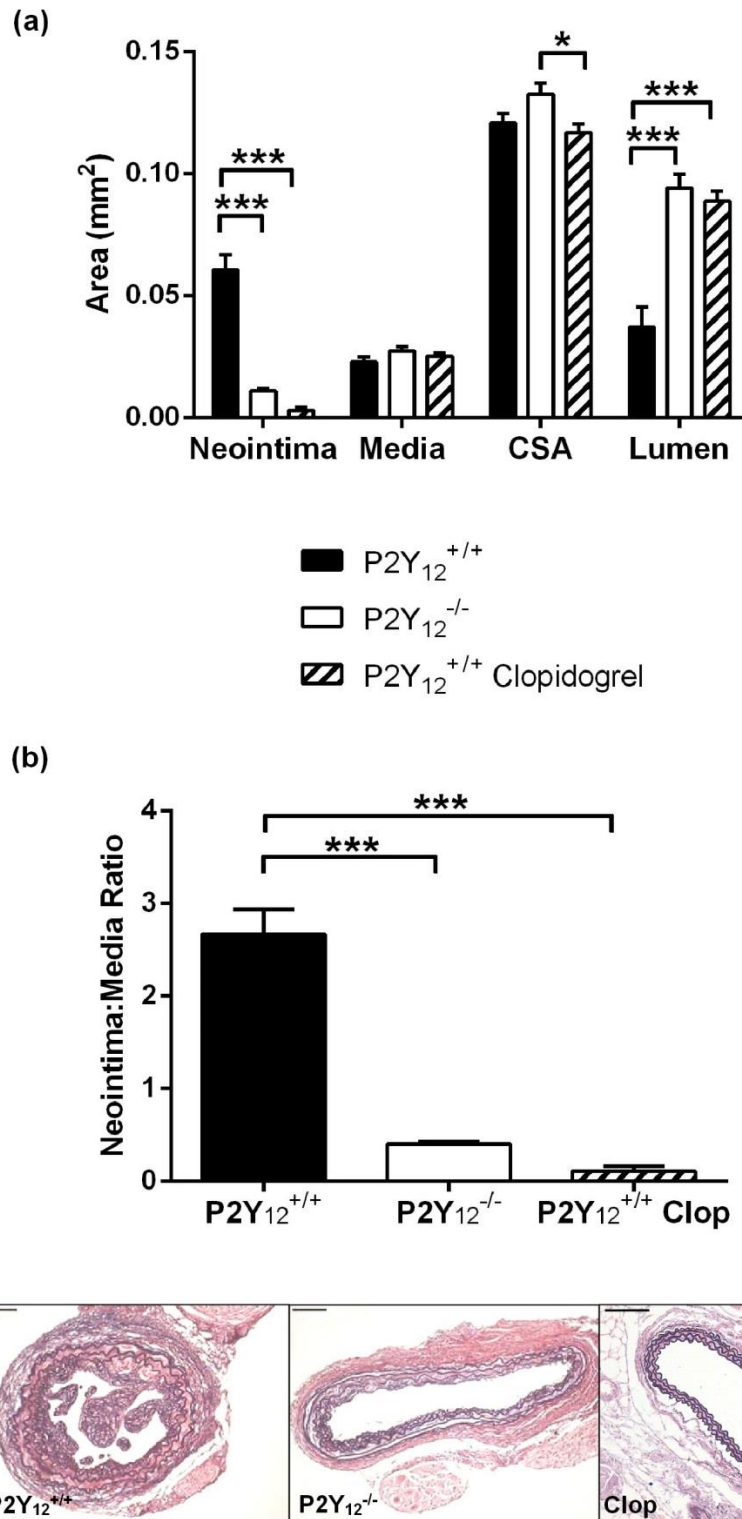 (a)
***
***
*
***
***
0.15
0.10
0.05
0.00
Area (mm²)
Neointima Media CSA Lumen
P2Y₁₂⁺/⁺
P2Y₁₂⁻/⁻
P2Y₁₂⁺/⁺ Clopidogrel
(b)
4
3
2
1
0
Neointima:Media Ratio
***
***
P2Y₁₂⁺/⁺ P2Y₁₂⁻/⁻ P2Y₁₂⁺/⁺ Clop
P2Y₁₂⁺/⁺ P2Y₁₂⁻/⁻ Clop